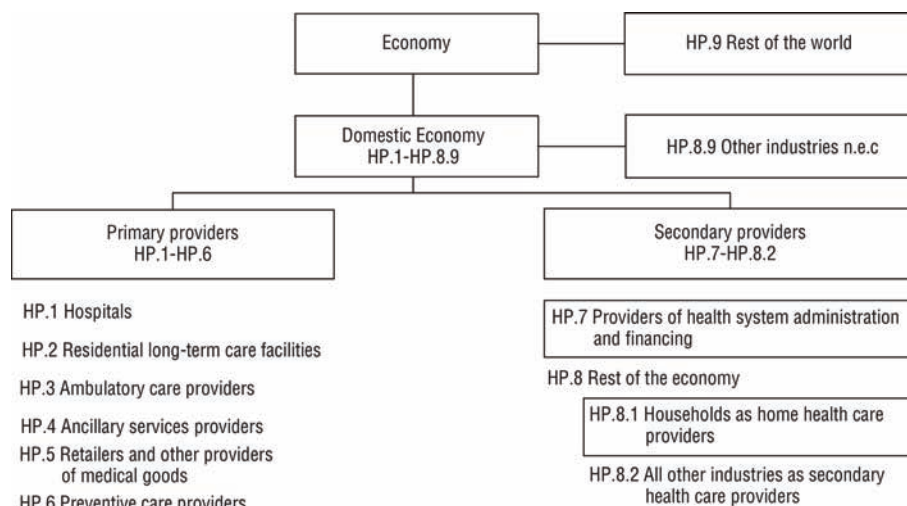 Economy
HP.9 Rest of the world
Domestic Economy
HP.1-HP.8.9
HP.8.9 Other industries n.e.c
Primary providers
HP.1-HP.6
Secondary providers
HP.7-HP.8.2
HP.1 Hospitals
HP.2 Residential long-term care facilities
HP.3 Ambulatory care providers
HP.4 Ancillary services providers
HP.5 Retailers and other providers
of medical goods
HP.6 Preventive care providers
HP.7 Providers of health system administration
and financing
HP.8 Rest of the economy
HP.8.1 Households as home health care
providers
HP.8.2 All other industries as secondary
health care providers